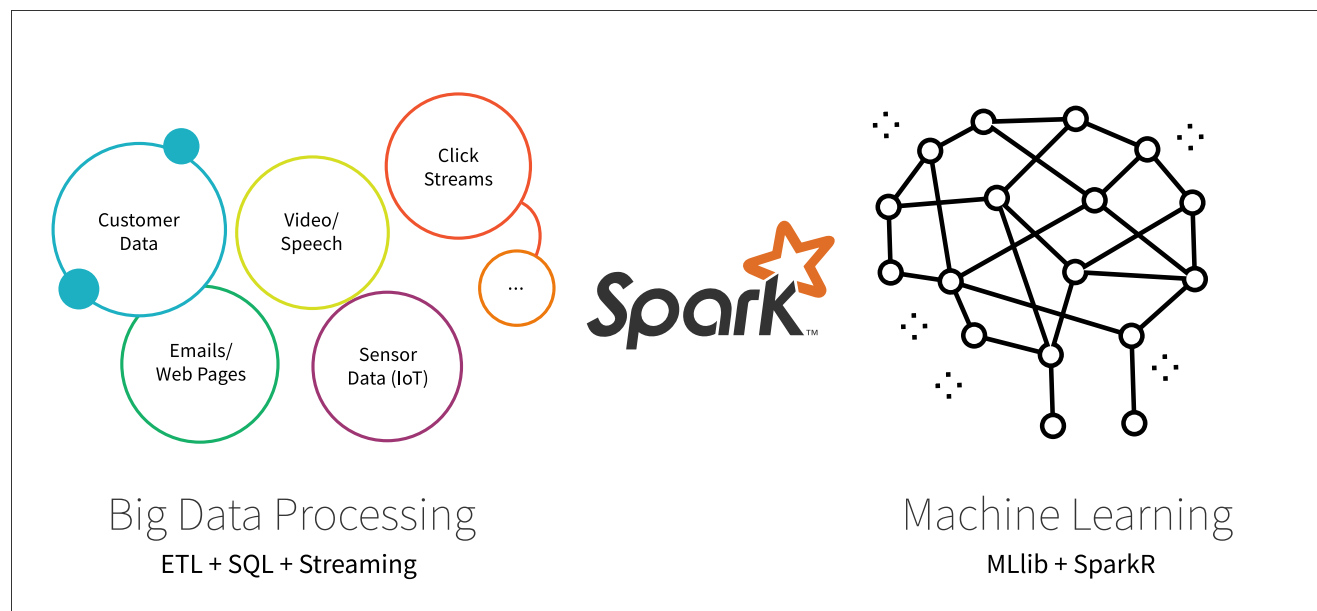 Click
Streams
Customer
Data
Video/
Speech
...
Emails/
Web Pages
Sensor
Data (IoT)
Spark™
Big Data Processing
ETL + SQL + Streaming
Machine Learning
MLlib + SparkR